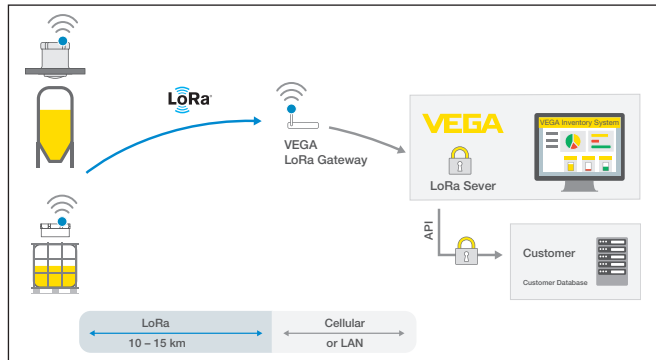 LoRa
VEGA
LoRa Gateway
VEGA
LoRa Sever
VEGA Inventory System
API
Customer
Customer Database
LoRa
10 – 15 km
Cellular
or LAN